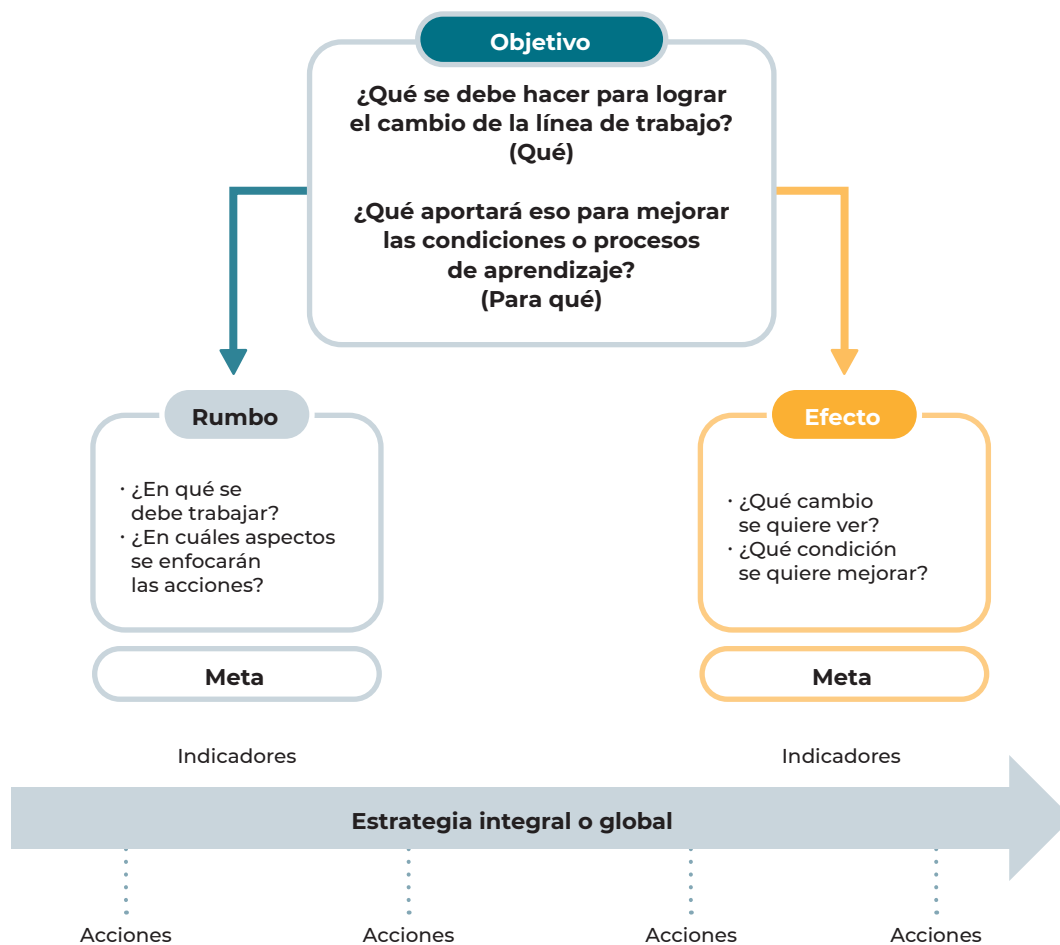 Objetivo
¿Qué se debe hacer para lograr
el cambio de la línea de trabajo?
(Qué)
¿Qué aportará eso para mejorar
las condiciones o procesos
de aprendizaje?
(Para qué)
Rumbo
· ¿En qué se
debe trabajar?
· ¿En cuáles aspectos
se enfocarán
las acciones?
Meta
Indicadores
Efecto
· ¿Qué cambio
se quiere ver?
· ¿Qué condición
se quiere mejorar?
Meta
Indicadores
Estrategia integral o global
Acciones
Acciones
Acciones
Acciones